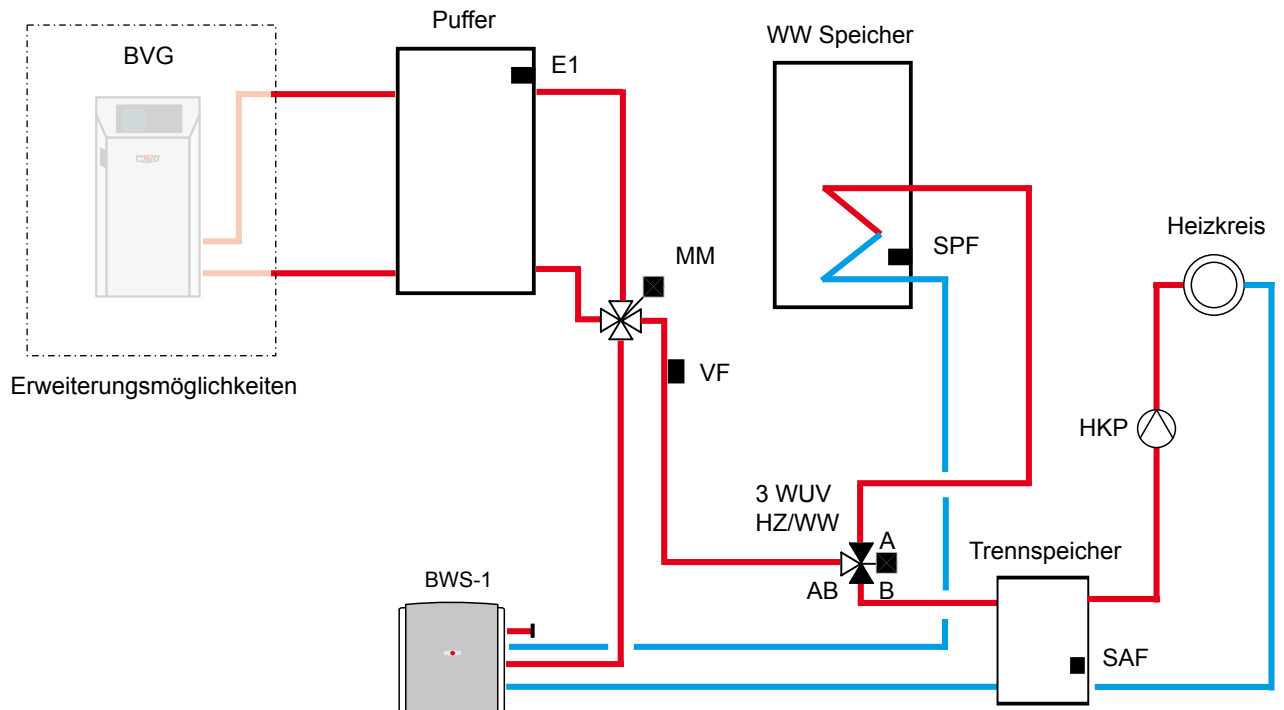 Puffer
WW Speicher
BVG
E1
MM
SPF
Heizkreis
VF
Erweiterungsmöglichkeiten
HKP
3 WUV
HZ/WW
A
AB
B
Trennspeicher
BWS-1
SAF